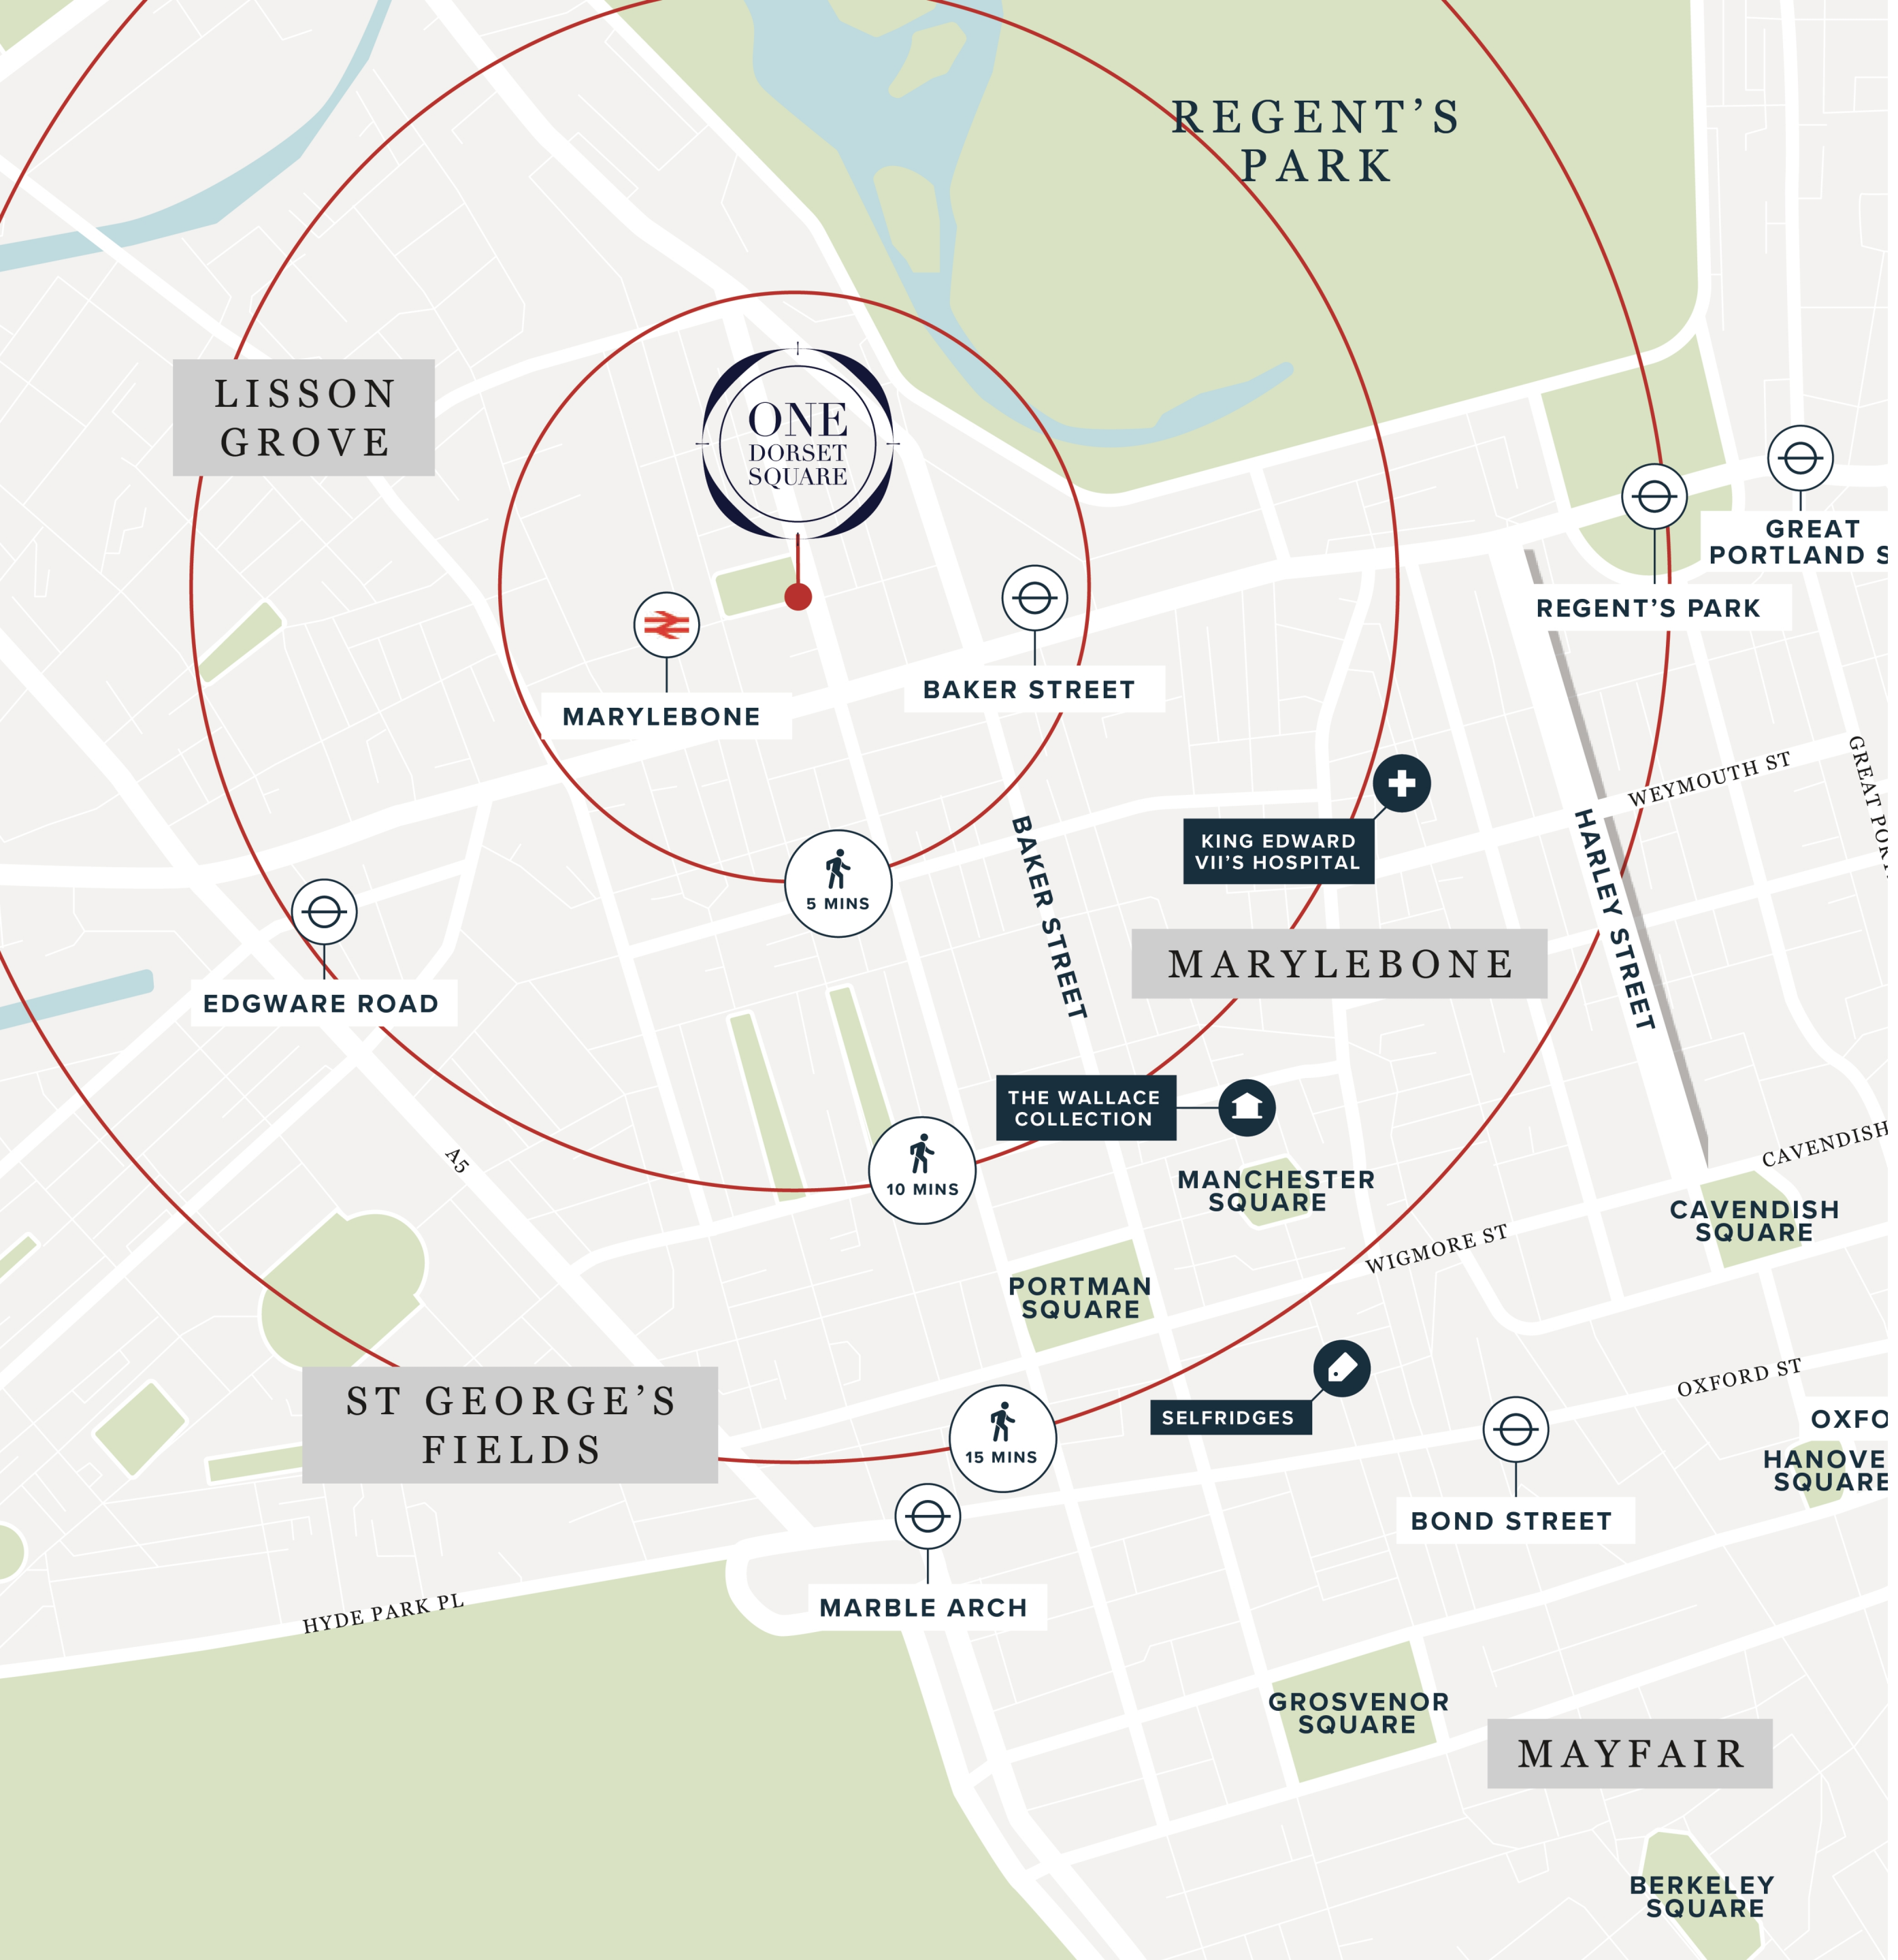 REGENT'S
PARK
LISSON
GROVE
ONE
DORSET
SQUARE
GREAT
PORTLAND S
REGENT'S PARK
BAKER STREET
MARYLEBONE
WEYMOUTH ST
GREAT POR
HARLEY STREET
KING EDWARD
VII'S HOSPITAL
BAKER STREET
5 MINS
MARYLEBONE
EDGWARE ROAD
THE WALLACE
COLLECTION
A5
10 MINS
MANCHESTER
SQUARE
CAVENDISH
CAVENDISH
SQUARE
WIGMORE ST
PORTMAN
SQUARE
ST GEORGE'S
FIELDS
OXFORD ST
SELFRIDGES
15 MINS
OXFO
HANOVE
SQUARE
BOND STREET
MARBLE ARCH
HYDE PARK PL
GROSVENOR
SQUARE
MAYFAIR
BERKELEY
SQUARE